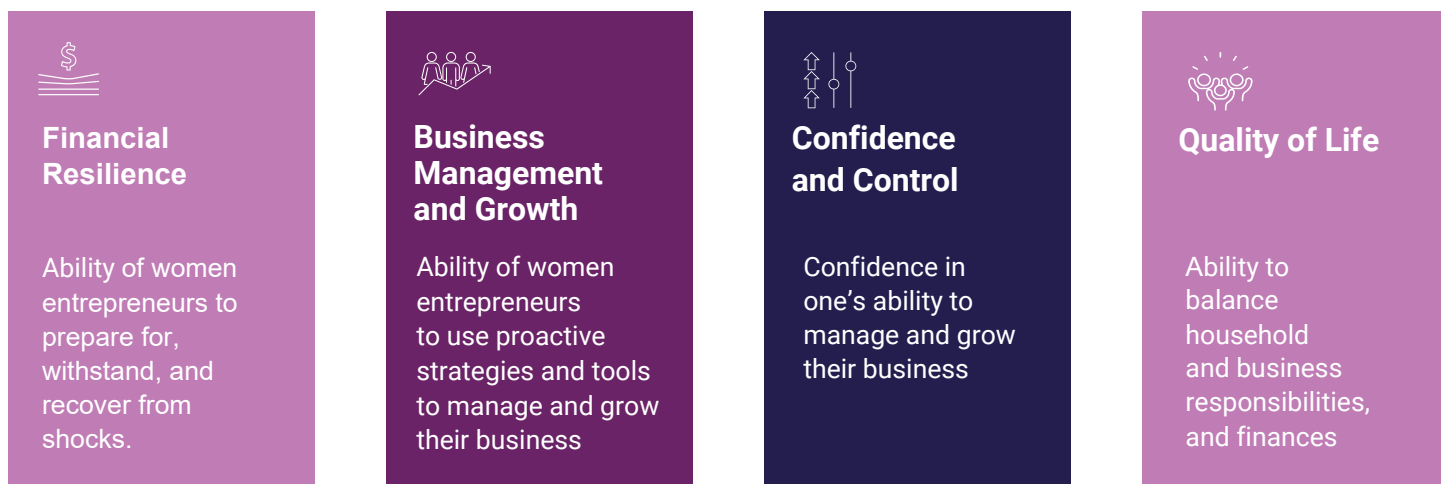 $
Financial
Resilience
Ability of women
entrepreneurs to
prepare for,
withstand, and
recover from
shocks.
Business
Management
and Growth
Ability of women
entrepreneurs
to use proactive
strategies and tools
to manage and grow
their business
Confidence
and Control
Confidence in
one’s ability to
manage and grow
their business
Quality of Life
Ability to
balance
household
and business
responsibilities,
and finances